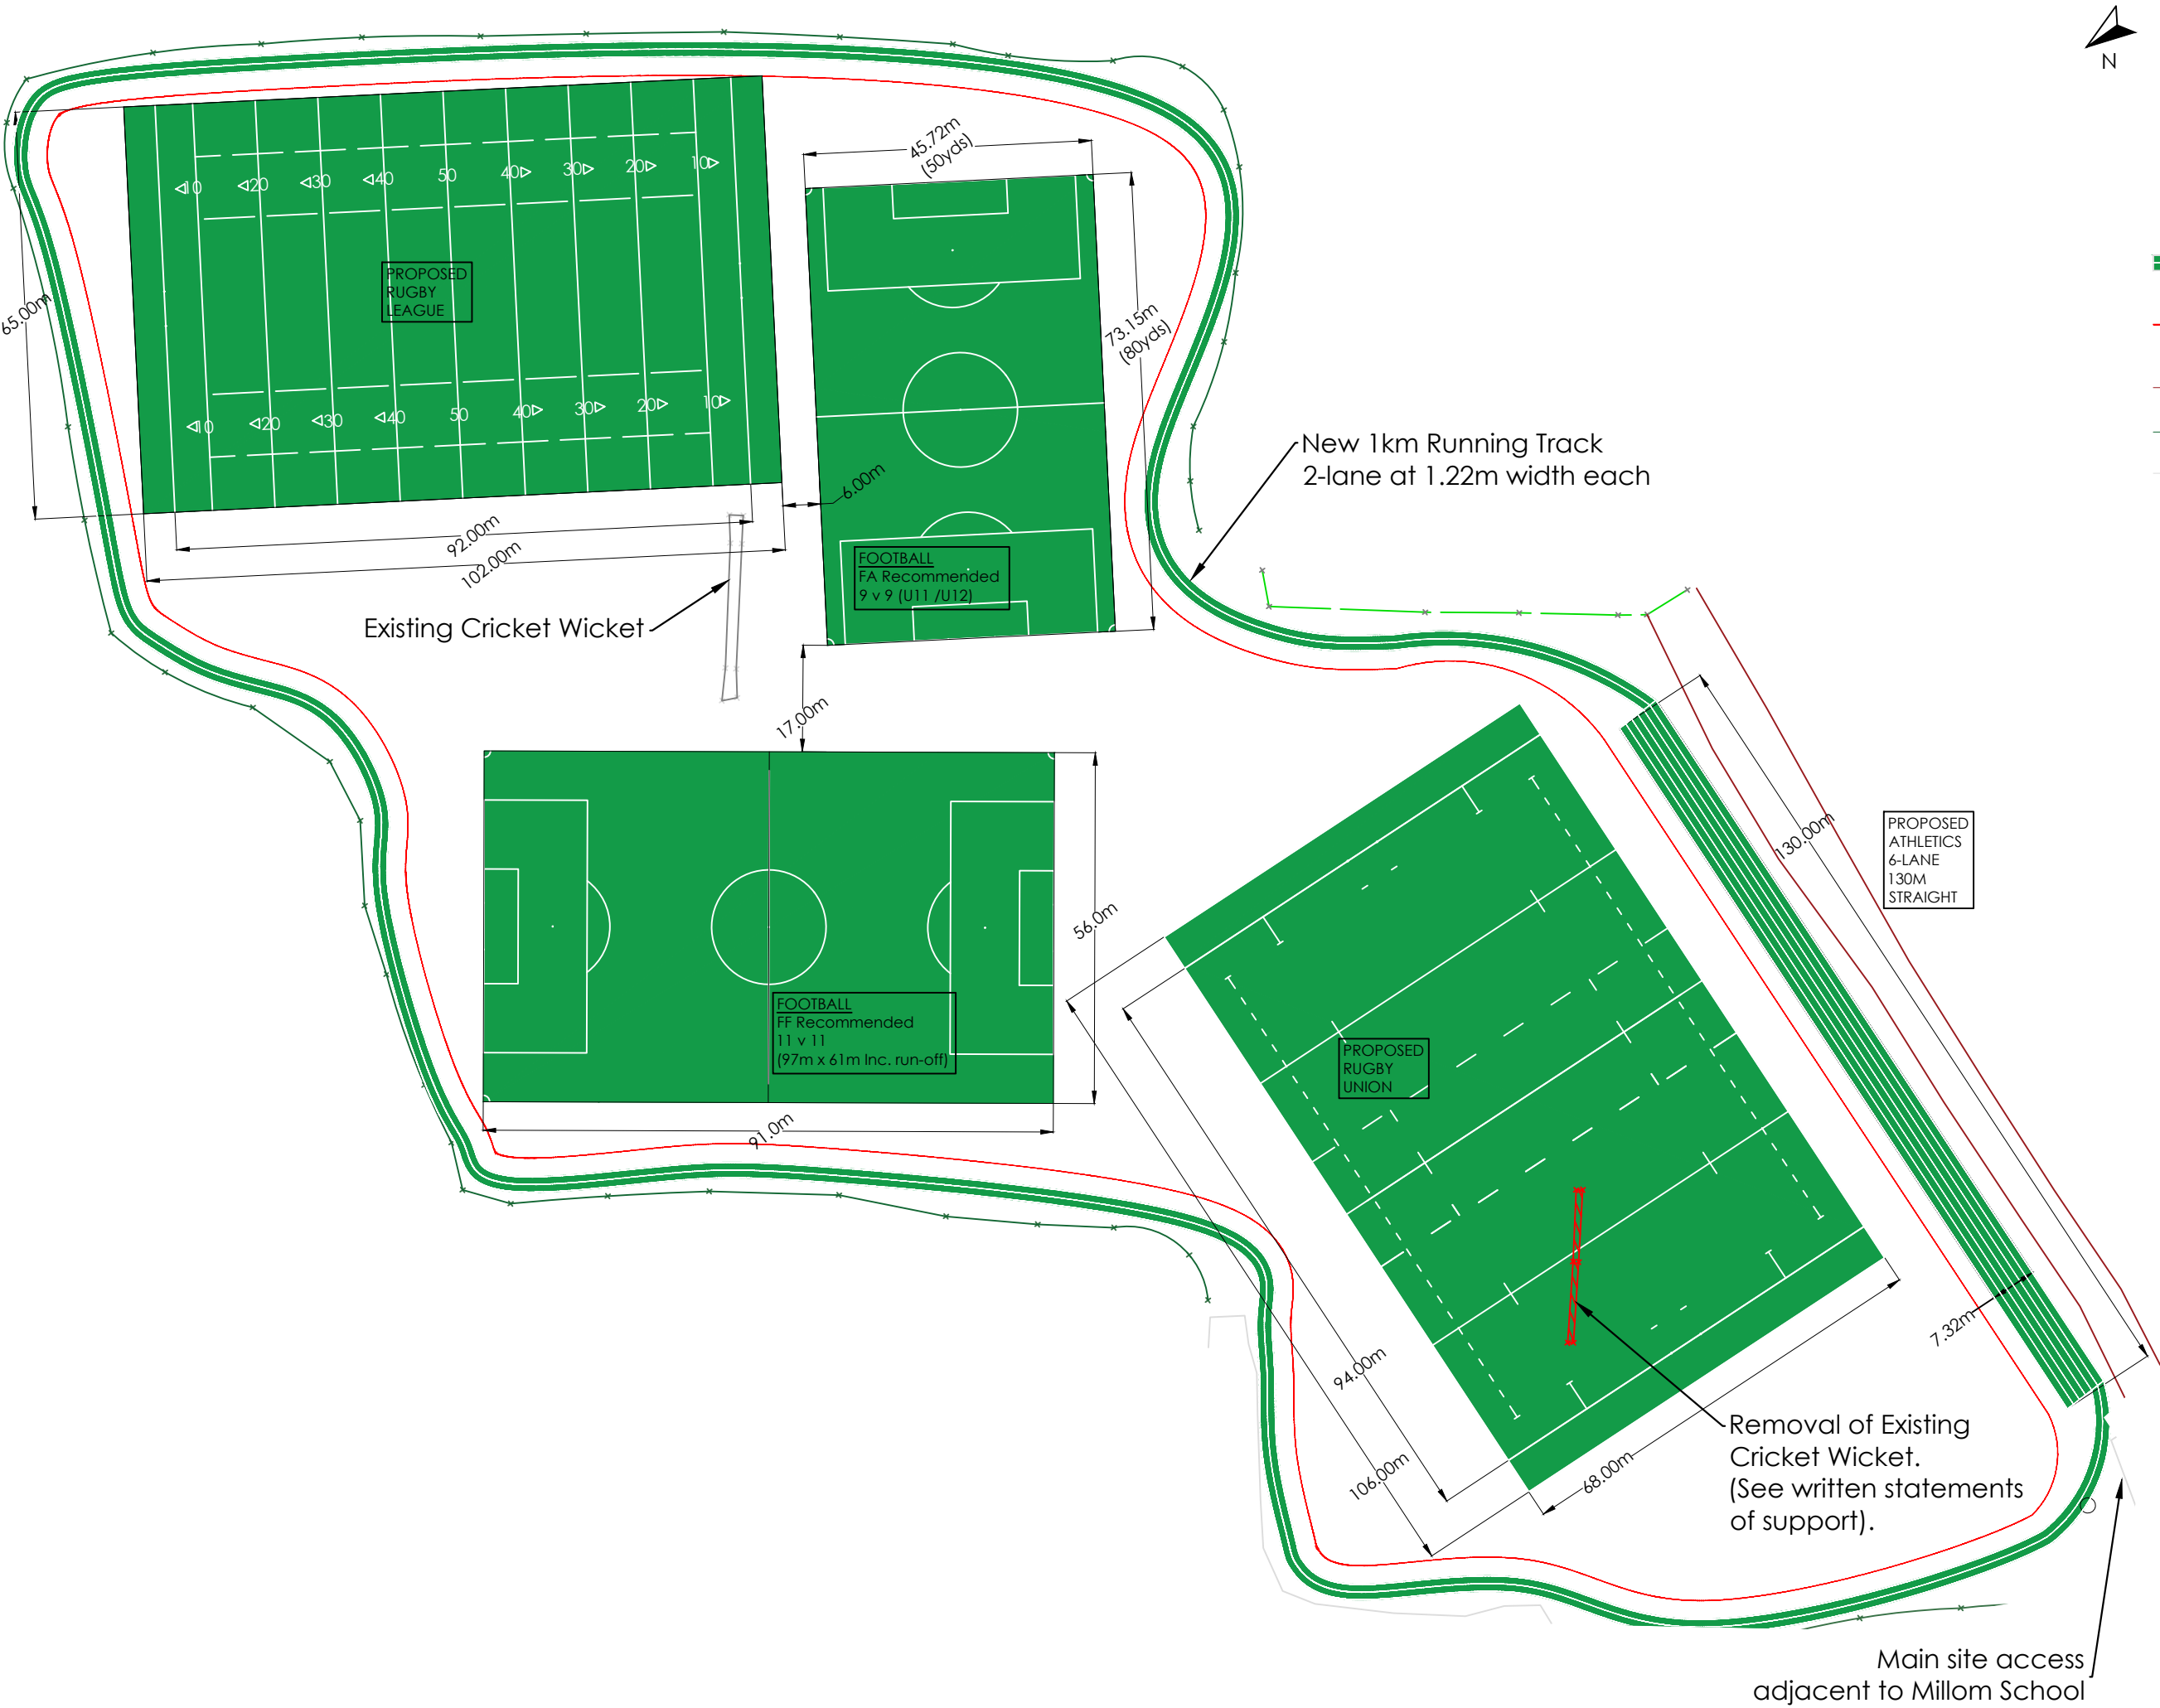 N
45.72m
(50yds)
◁10 ◁20 ◁30 ◁40 50 40▷ 30▷ 20▷ 10▷
PROPOSED
RUGBY
LEAGUE
65.00m
73.15m
(80yds)
◁10 ◁20 ◁30 ◁40 50 40▷ 30▷ 20▷ 10▷
New 1km Running Track
2-lane at 1.22m width each
6.00m
92.00m
102.00m
FOOTBALL
FA Recommended
9 v 9 (U11 /U12)
Existing Cricket Wicket
17.00m
130.00m
PROPOSED
ATHLETICS
6-LANE
130M
STRAIGHT
56.0m
FOOTBALL
FF Recommended
11 v 11
(97m x 61m Inc. run-off)
91.0m
PROPOSED
RUGBY
UNION
7.32m
94.00m
106.00m
68.00m
Removal of Existing
Cricket Wicket.
(See written statements
of support).
Main site access
adjacent to Millom School